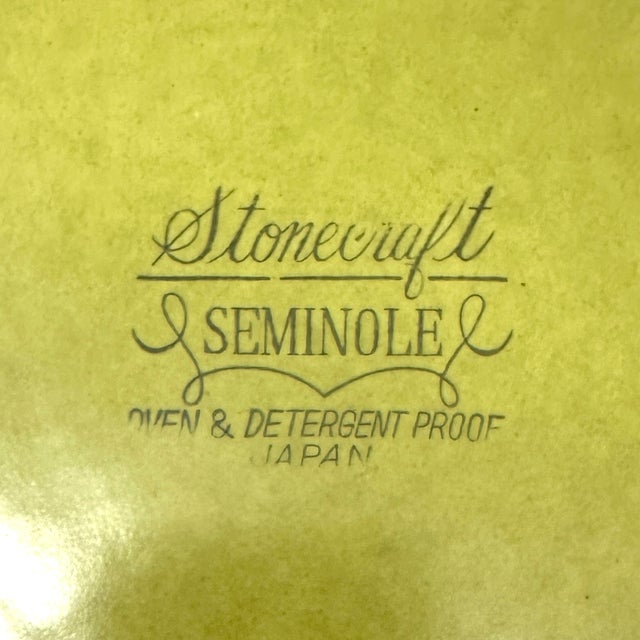 Stonecraft
SEMINOLE
OVEN & DETERGENT PROOF
JAPAN